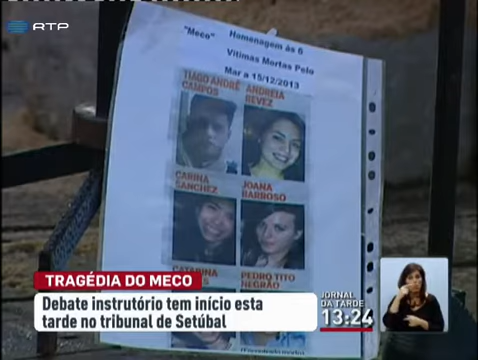 RTP
Homenagem ás 6
"Meco"
Vitimas Mortas Pelo
Mar a 15/12/2013
TIAGO ANDRÉ
CAMPOS
ANDREIA
REVEZ
CARINA
SANCHEZ
JOANA
BARROSO
CATARINA
PEDRO TITO
NEGRÃO
TRAGÉDIA DO MECO
Debate instrutório tem início esta
tarde no tribunal de Setúbal
JORNAL
DA TARDE
13:24